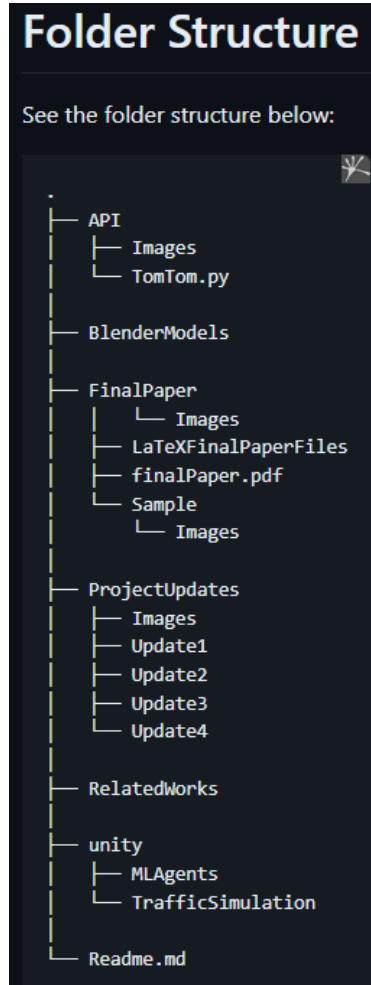 Folder Structure
See the folder structure below:
.
├── API
│   ├── Images
│   └── TomTom.py
│
├── BlenderModels
│
├── FinalPaper
│   │   └── Images
│   ├── LaTeXFinalPaperFiles
│   ├── finalPaper.pdf
│   └── Sample
│       └── Images
│
├── ProjectUpdates
│   ├── Images
│   ├── Update1
│   ├── Update2
│   ├── Update3
│   └── Update4
│
├── RelatedWorks
│
├── unity
│   ├── MLAgents
│   └── TrafficSimulation
│
└── Readme.md